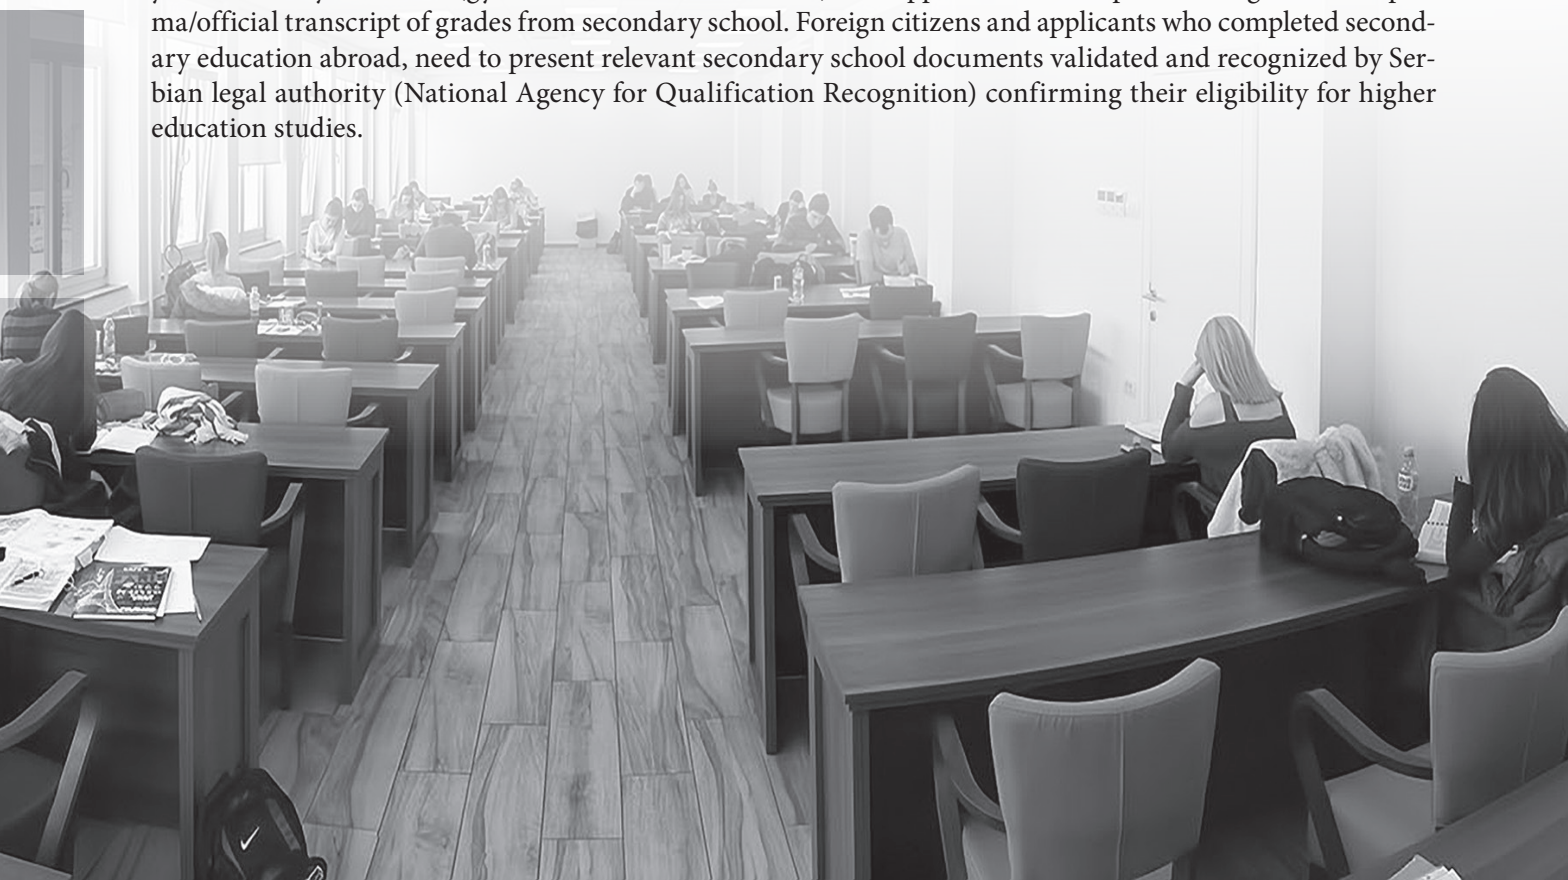 ma/official transcript of grades from secondary school. Foreign citizens and applicants who completed second-
ary education abroad, need to present relevant secondary school documents validated and recognized by Ser-
bian legal authority (National Agency for Qualification Recognition) confirming their eligibility for higher
education studies.